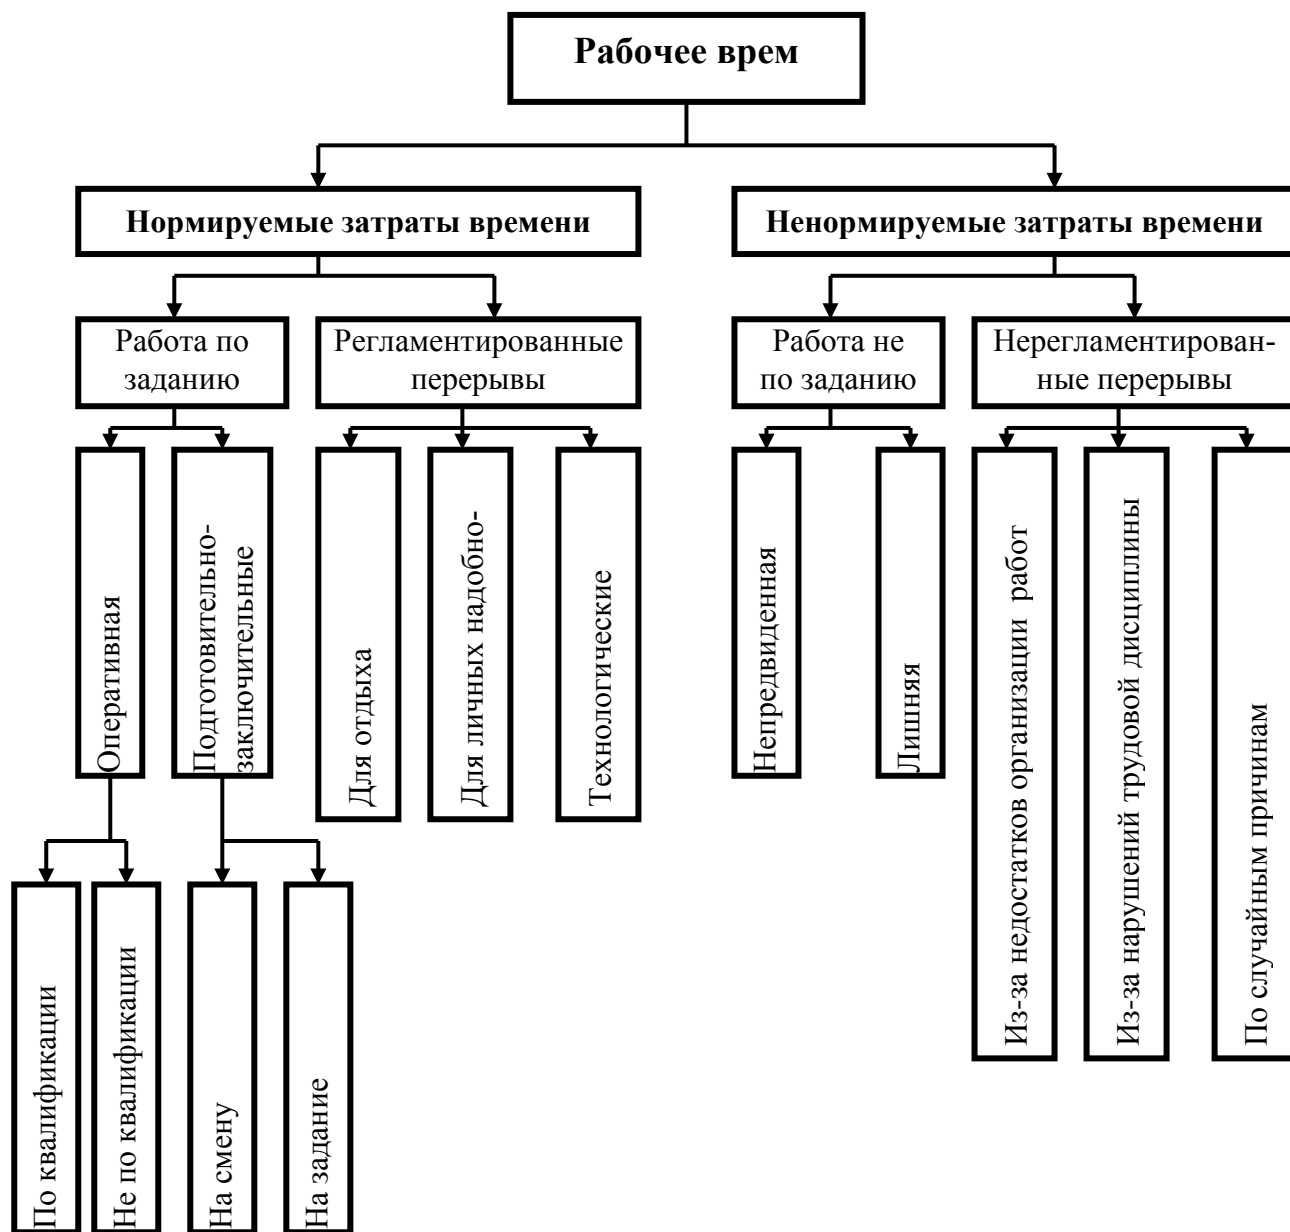 Рабочее врем
Нормируемые затраты времени
Ненормируемые затраты времени
Работа по
заданию
Регламентированные
перерывы
Работа не
по заданию
Нерегламентирован-
ные перерывы
Оперативная
Подготовительно-
заключительные
Для отдыха
Для личных надобно-
Технологические
Непредвиденная
Лишняя
Из-за недостатков организации работ
Из-за нарушений трудовой дисциплины
По случайным причинам
По квалификации
Не по квалификации
На смену
На задание